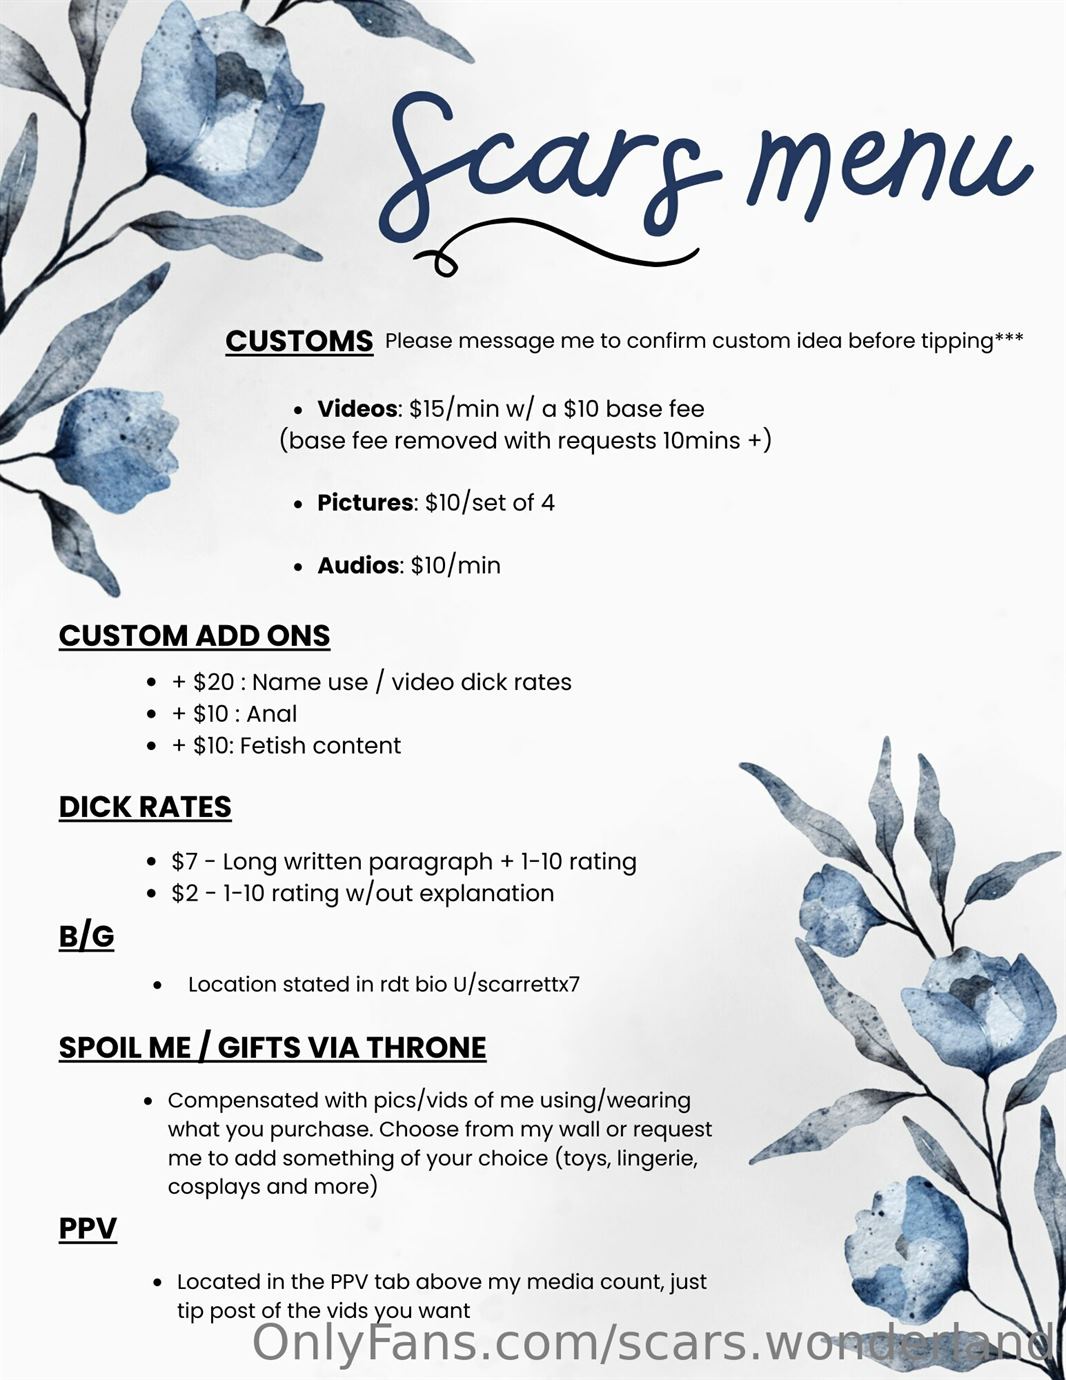 Scars menu
CUSTOMS Please message me to confirm custom idea before tipping***
• Videos: $15/min w/ a $10 base fee
(base fee removed with requests 10mins +)
• Pictures: $10/set of 4
• Audios: $10/min
CUSTOM ADD ONS
• + $20 : Name use / video dick rates
• + $10 : Anal
• + $10: Fetish content
DICK RATES
• $7 - Long written paragraph + 1-10 rating
• $2 - 1-10 rating w/out explanation
B/G
• Location stated in rdt bio U/scarrettx7
SPOIL ME / GIFTS VIA THRONE
• Compensated with pics/vids of me using/wearing
what you purchase. Choose from my wall or request
me to add something of your choice (toys, lingerie,
cosplays and more)
PPV
• Located in the PPV tab above my media count, just
tip post of the vids you want
OnlyFans.com/scars.wonderland